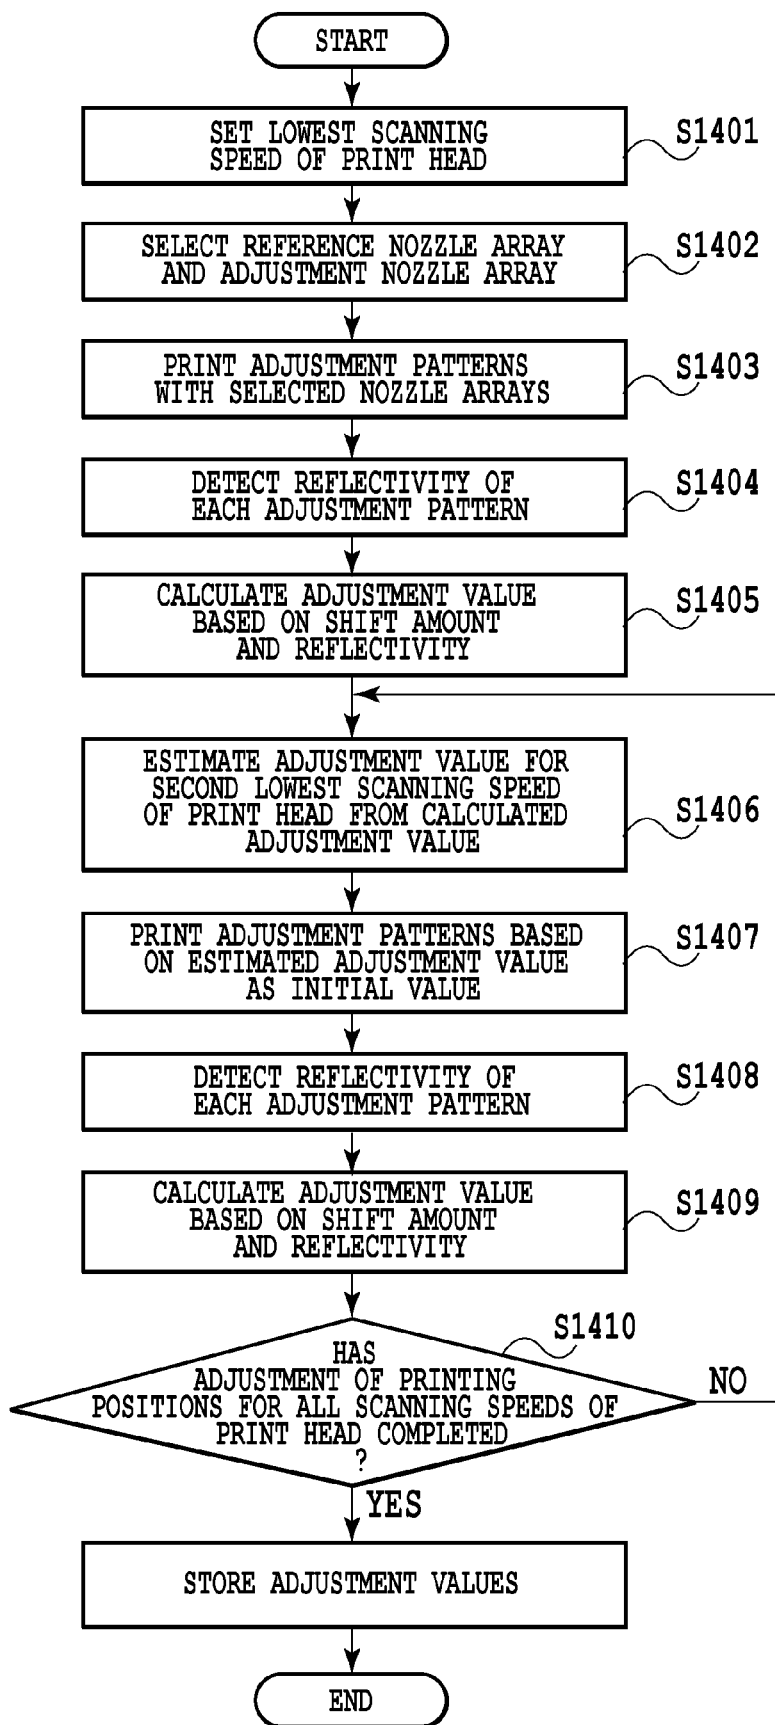 START
SET LOWEST SCANNING
SPEED OF PRINT HEAD
S1401
SELECT REFERENCE NOZZLE ARRAY
AND ADJUSTMENT NOZZLE ARRAY
S1402
PRINT ADJUSTMENT PATTERNS
WITH SELECTED NOZZLE ARRAYS
S1403
DETECT REFLECTIVITY OF
EACH ADJUSTMENT PATTERN
S1404
CALCULATE ADJUSTMENT VALUE
BASED ON SHIFT AMOUNT
AND REFLECTIVITY
S1405
ESTIMATE ADJUSTMENT VALUE FOR
SECOND LOWEST SCANNING SPEED
OF PRINT HEAD FROM CALCULATED
ADJUSTMENT VALUE
S1406
PRINT ADJUSTMENT PATTERNS BASED
ON ESTIMATED ADJUSTMENT VALUE
AS INITIAL VALUE
S1407
DETECT REFLECTIVITY OF
EACH ADJUSTMENT PATTERN
S1408
CALCULATE ADJUSTMENT VALUE
BASED ON SHIFT AMOUNT
AND REFLECTIVITY
S1409
S1410
HAS
ADJUSTMENT OF PRINTING
POSITIONS FOR ALL SCANNING SPEEDS OF
PRINT HEAD COMPLETED
?
NO
YES
STORE ADJUSTMENT VALUES
END